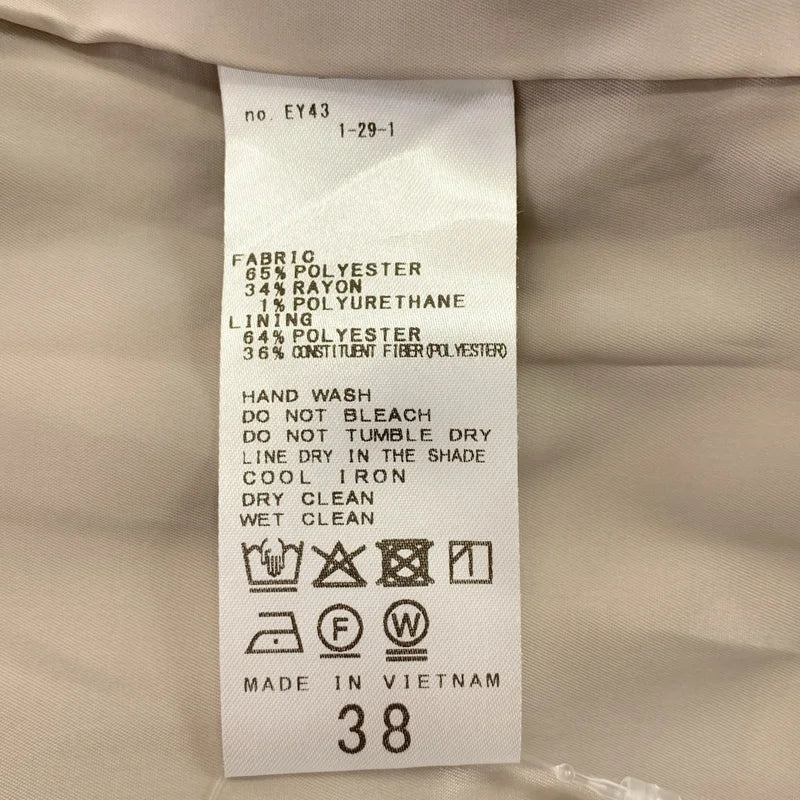 no. EY43
1-29-1
FABRIC
65% POLYESTER
34% RAYON
1% POLYURETHANE
LINING
64% POLYESTER
36% CONSTITUENT FIBER(POLYESTER)
HAND WASH
DO NOT BLEACH
DO NOT TUMBLE DRY
LINE DRY IN THE SHADE
COOL IRON
DRY CLEAN
WET CLEAN
F W
MADE IN VIETNAM
38